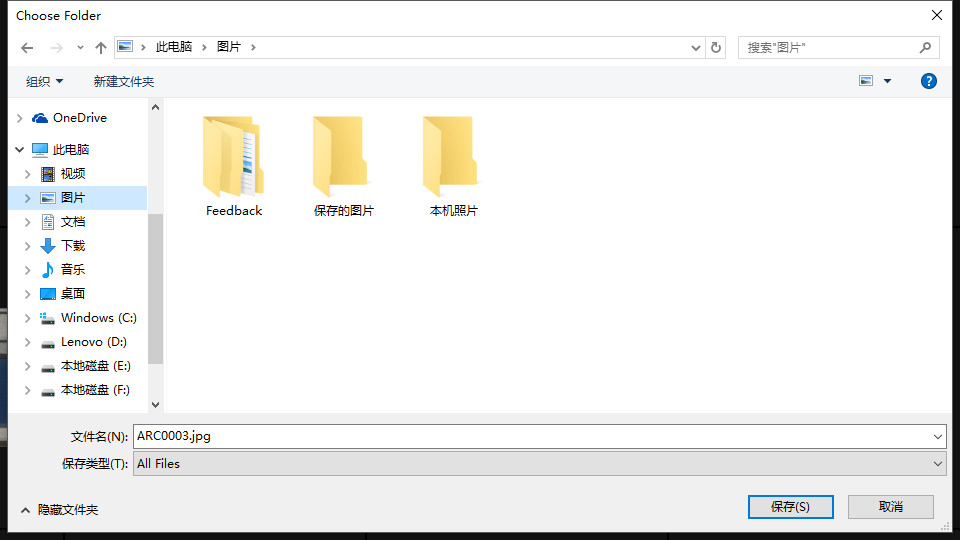 Choose Folder
此电脑
图片
搜索"图片"
组织
新建文件夹
OneDrive
此电脑
视频
图片
文档
下载
音乐
桌面
Windows (C:)
Lenovo (D:)
本地磁盘 (E:)
本地磁盘 (F:)
Feedback
保存的图片
本机照片
文件名(N):
ARC0003.jpg
保存类型(T):
All Files
隐藏文件夹
保存(S)
取消